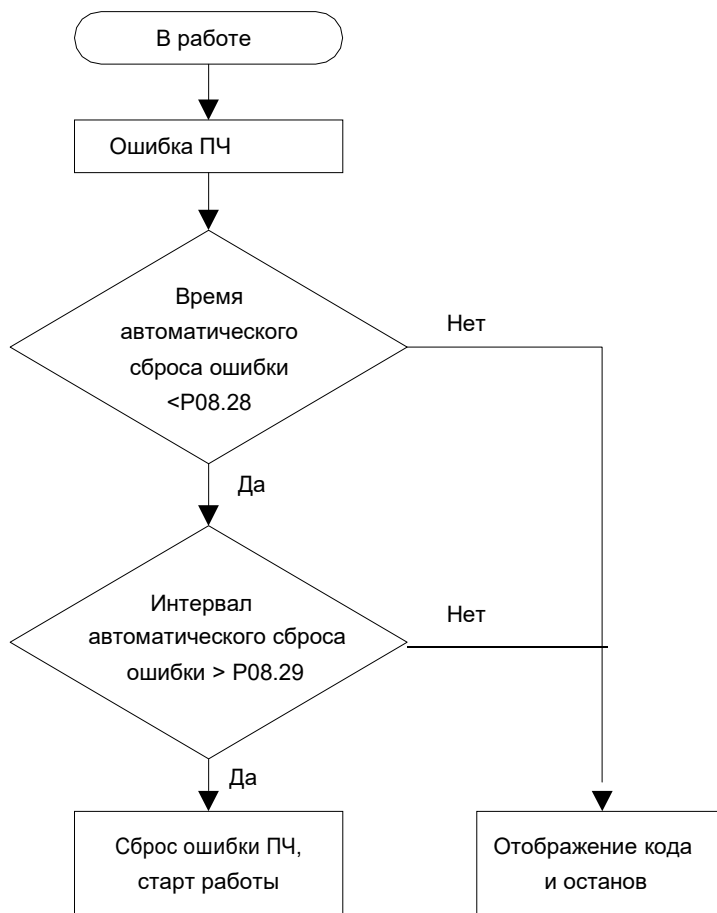 В работе
Ошибка ПЧ
Время
автоматического
сброса ошибки
<P08.28
Нет
Да
Интервал
автоматического сброса
ошибки > P08.29
Нет
Да
Сброс ошибки ПЧ,
старт работы
Отображение кода
и останов